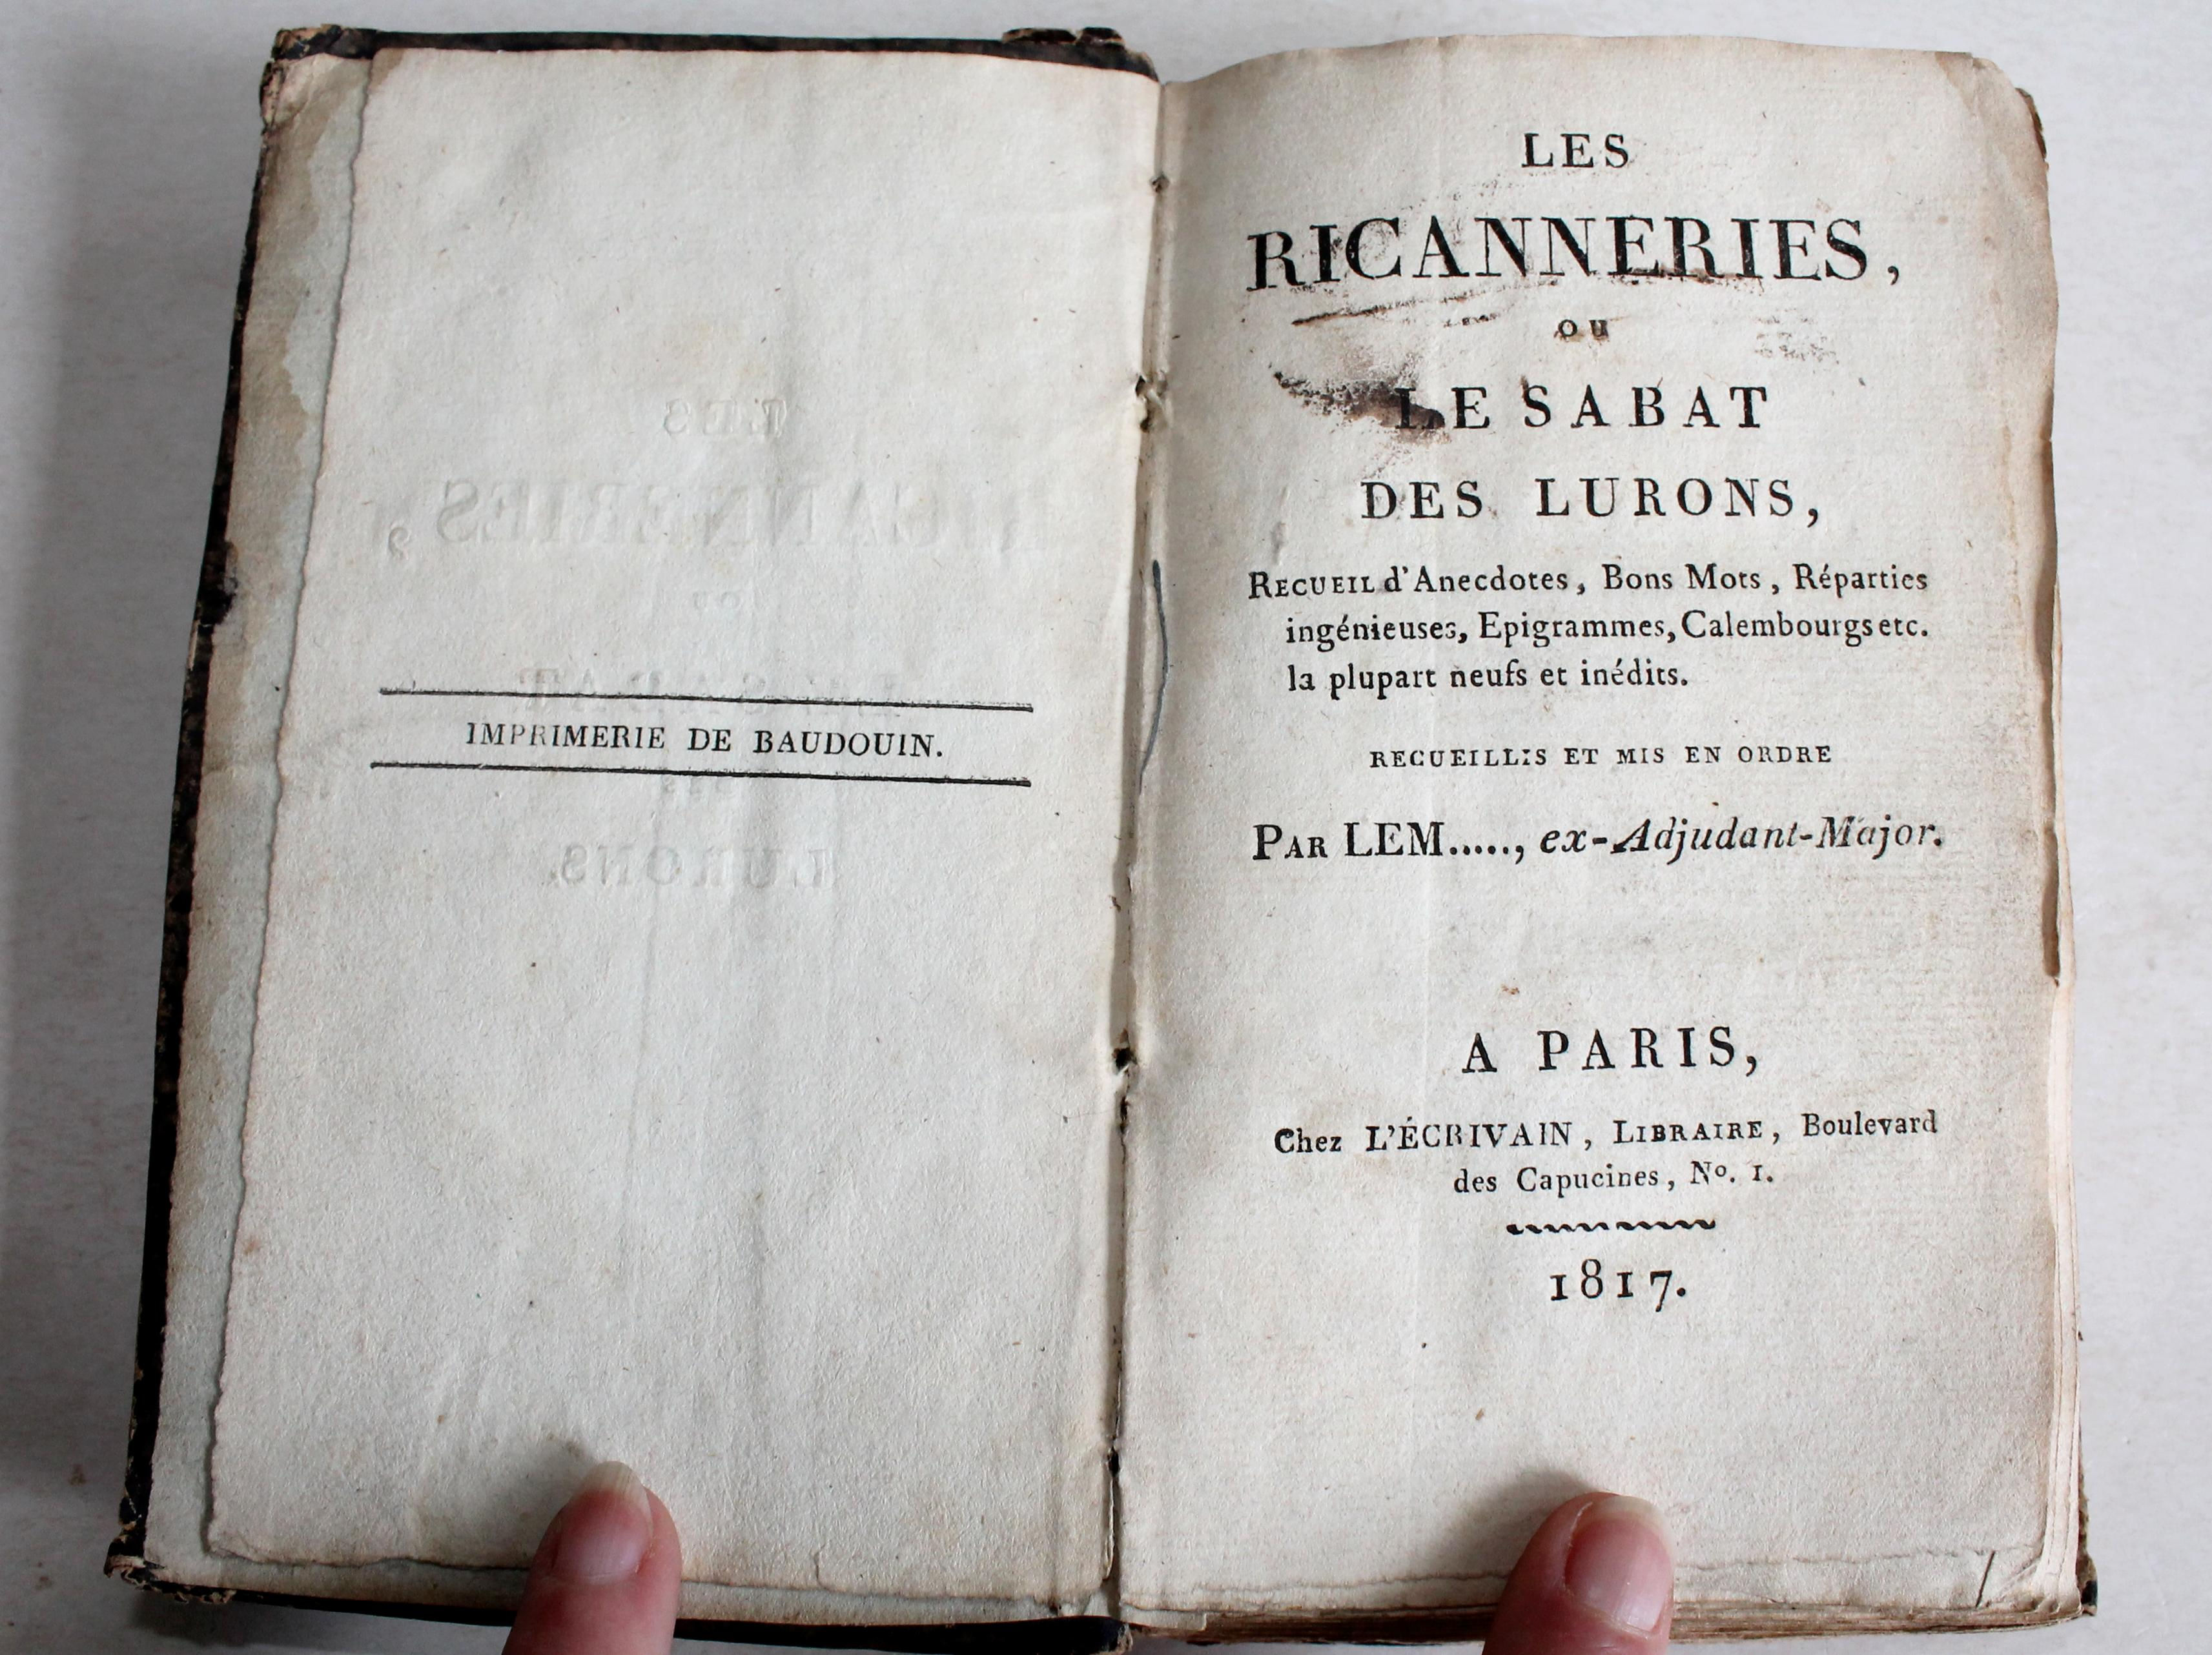 IMPRIMERIE DE BAUDOUIN.
LES
RICANNERIES,
OU
LE SABAT
DES LURONS,
RECUEIL d'Anecdotes, Bons Mots, Réparties
ingénieuses, Epigrammes, Calembourgs etc.
la plupart neufs et inédits.
RECUEILLIS ET MIS EN ORDRE
PAR LEM....., ex-Adjudant-Major.
A PARIS,
Chez L'ÉCRIVAIN, LIBRAIRE, Boulevard
des Capucines, Nº. 1.
1817.